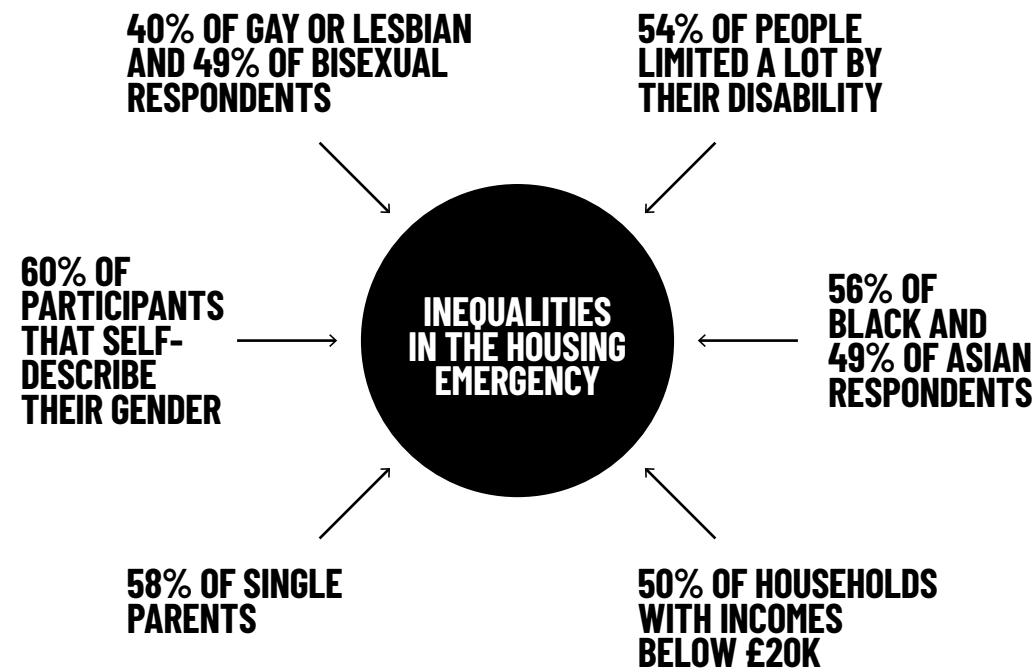 40% OF GAY OR LESBIAN
AND 49% OF BISEXUAL
RESPONDENTS
54% OF PEOPLE
LIMITED A LOT BY
THEIR DISABILITY
60% OF
PARTICIPANTS
THAT SELF-
DESCRIBE
THEIR GENDER
INEQUALITIES
IN THE HOUSING
EMERGENCY
56% OF
BLACK AND
49% OF ASIAN
RESPONDENTS
58% OF SINGLE
PARENTS
50% OF HOUSEHOLDS
WITH INCOMES
BELOW £20K